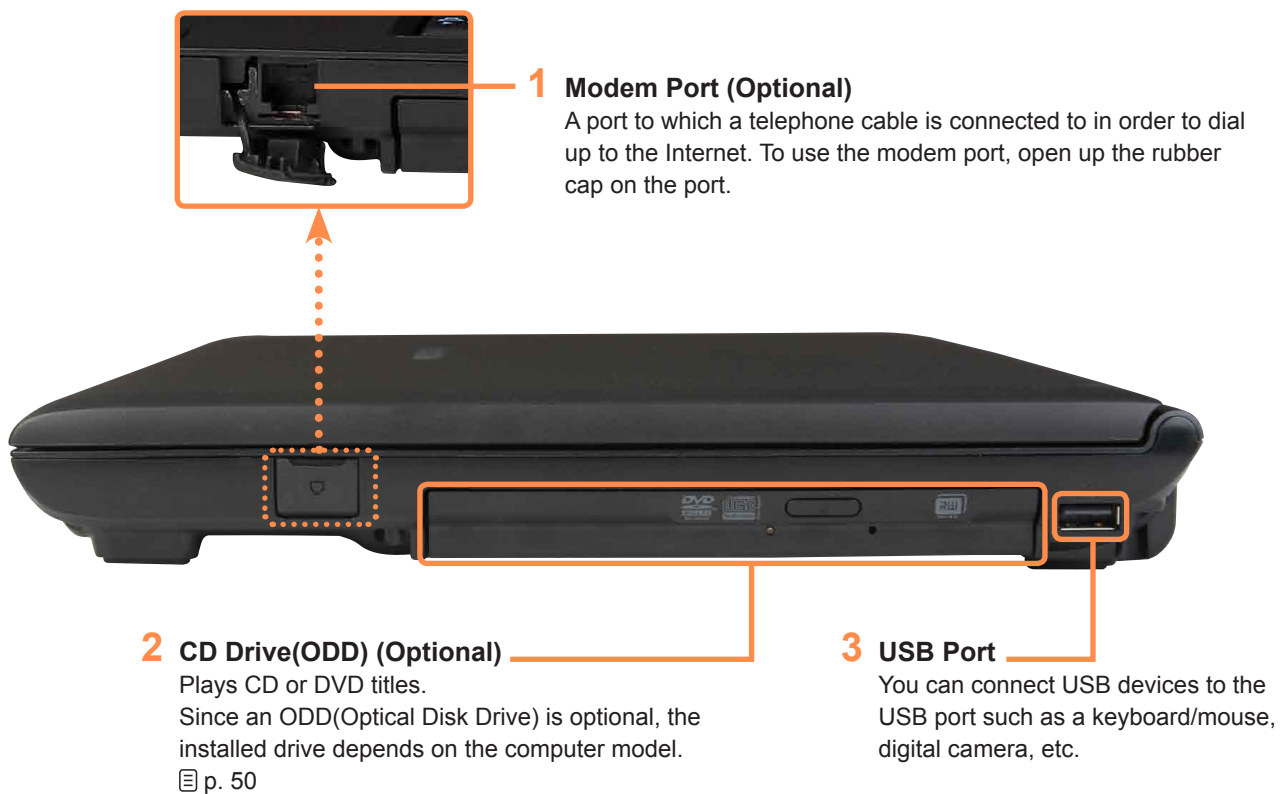 1 Modem Port (Optional)
A port to which a telephone cable is connected to in order to dial
up to the Internet. To use the modem port, open up the rubber
cap on the port.
DVD
2 CD Drive(ODD) (Optional)
Plays CD or DVD titles.
Since an ODD(Optical Disk Drive) is optional, the
installed drive depends on the computer model.
p. 50
3 USB Port
You can connect USB devices to the
USB port such as a keyboard/mouse,
digital camera, etc.